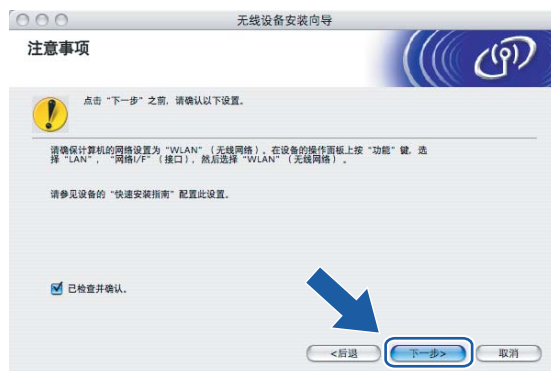 无线设备安装向导
注意事项
点击“下一步”之前，请确认以下设置。
请确保计算机的网络设置为“WLAN”（无线网络）。在设备的操作面板上按“功能”键，选
择“LAN”，“网络I/F”（接口），然后选择“WLAN”（无线网络）。
请参见设备的“快速安装指南”配置此设置。
已检查并确认。
<后退 下一步> 取消